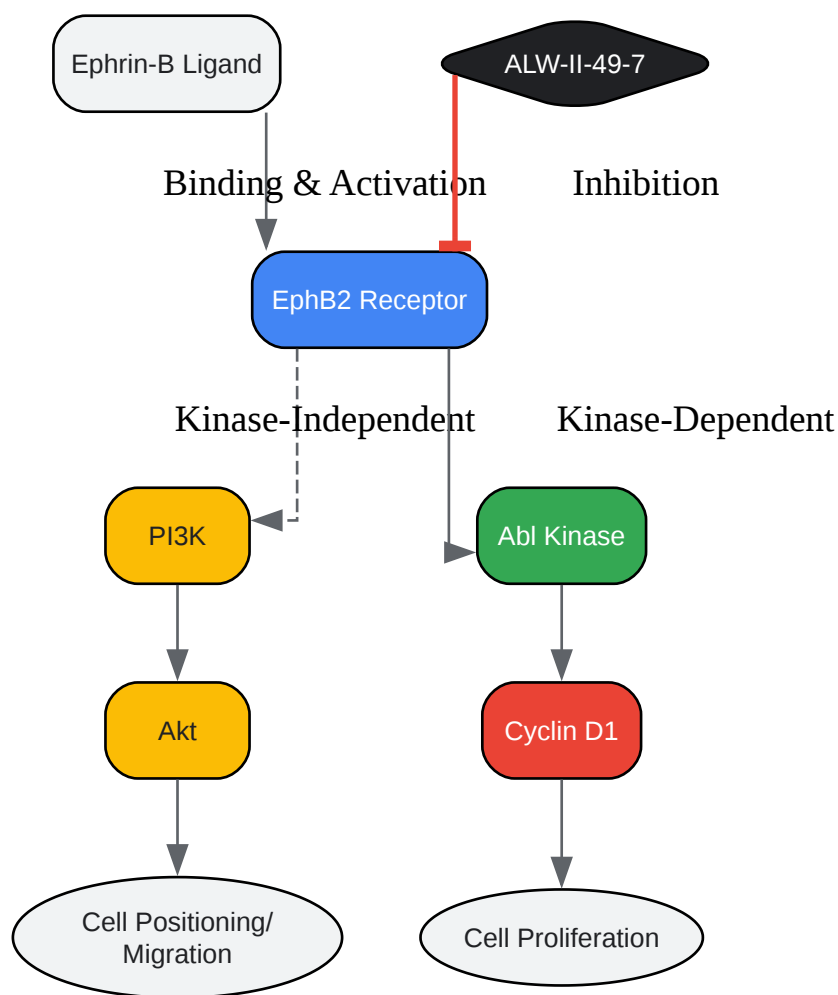 Ephrin-B Ligand
ALW-II-49-7
Binding & Activation
Inhibition
EphB2 Receptor
Kinase-Independent
Kinase-Dependent
PI3K
Abl Kinase
Akt
Cyclin D1
Cell Positioning/
Migration
Cell Proliferation